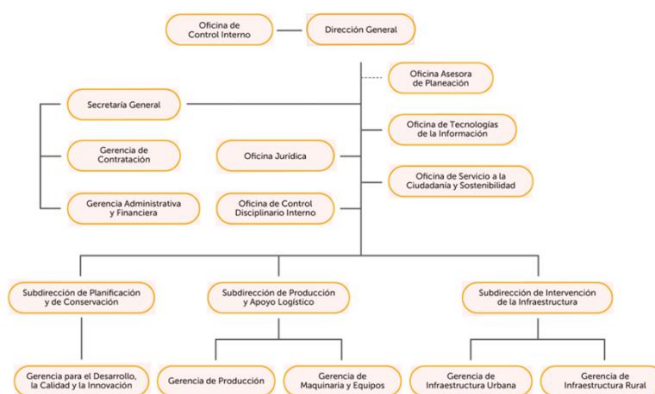 Oficina de
Control Interno
Dirección General
Oficina Asesora
de Planeación
Secretaría General
Oficina de Tecnologías
de la Información
Gerencia de
Contratación
Oficina Jurídica
Oficina de Servicio a la
Ciudadanía y Sostenibilidad
Gerencia Administrativa
y Financiera
Oficina de Control
Disciplinario Interno
Subdirección de Planificación
y de Conservación
Subdirección de Producción
y Apoyo Logístico
Subdirección de Intervención
de la Infraestructura
Gerencia para el Desarrollo,
la Calidad y la Innovación
Gerencia de Producción
Gerencia de
Maquinaria y Equipos
Gerencia de
Infraestructura Urbana
Gerencia de
Infraestructura Rural